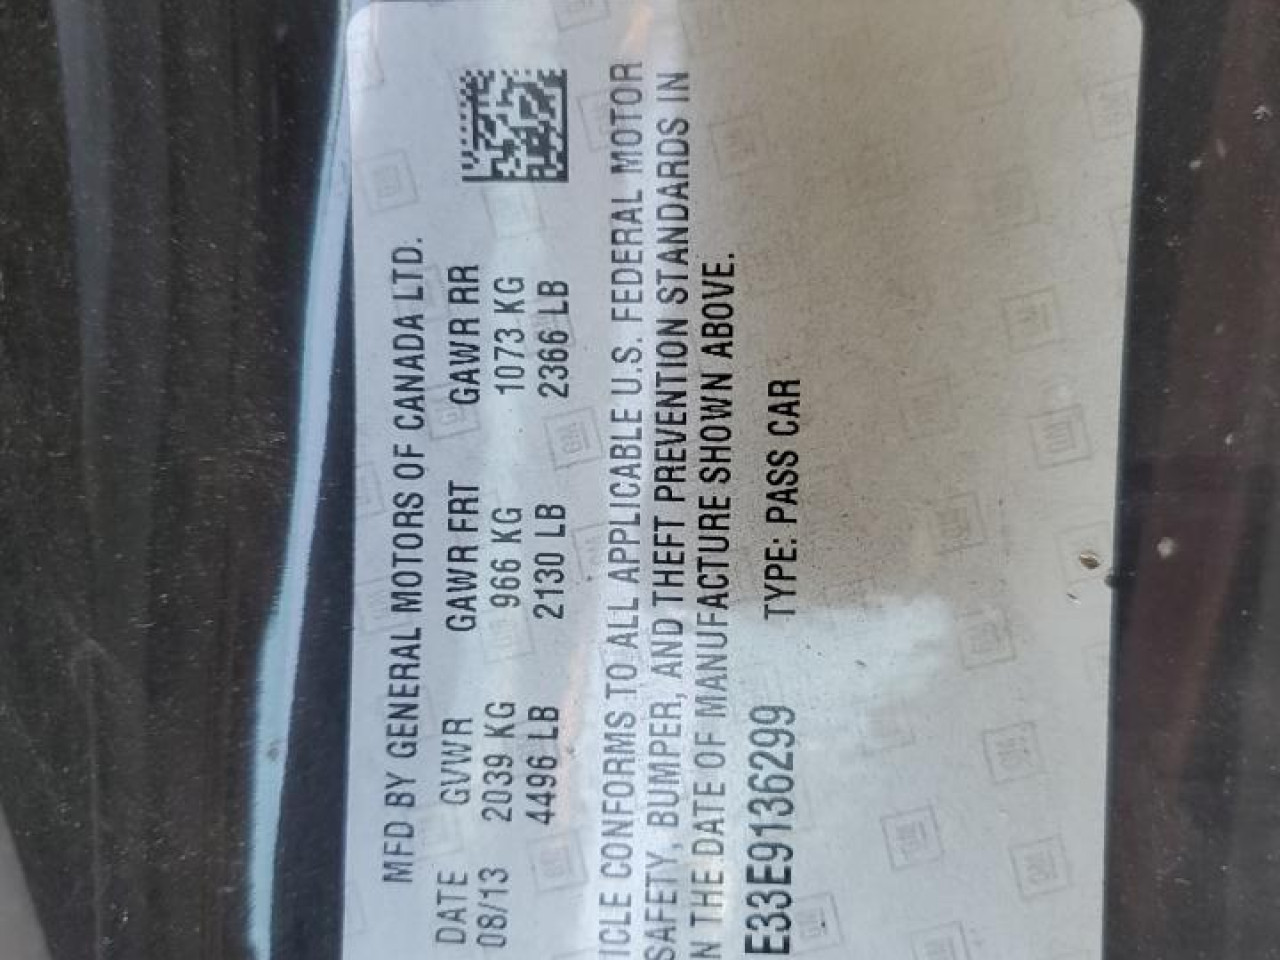 MFD BY GENERAL MOTORS OF CANADA LTD.
DATE GVWR GAWR FRT GAWR RR
08/13 2039 KG 966 KG 1073 KG
4496 LB 2130 LB 2366 LB
ICLE CONFORMS TO ALL APPLICABLE U.S. FEDERAL MOTOR
SAFETY, BUMPER, AND THEFT PREVENTION STANDARDS IN
N THE DATE OF MANUFACTURE SHOWN ABOVE.
E33E9136299 TYPE: PASS CAR